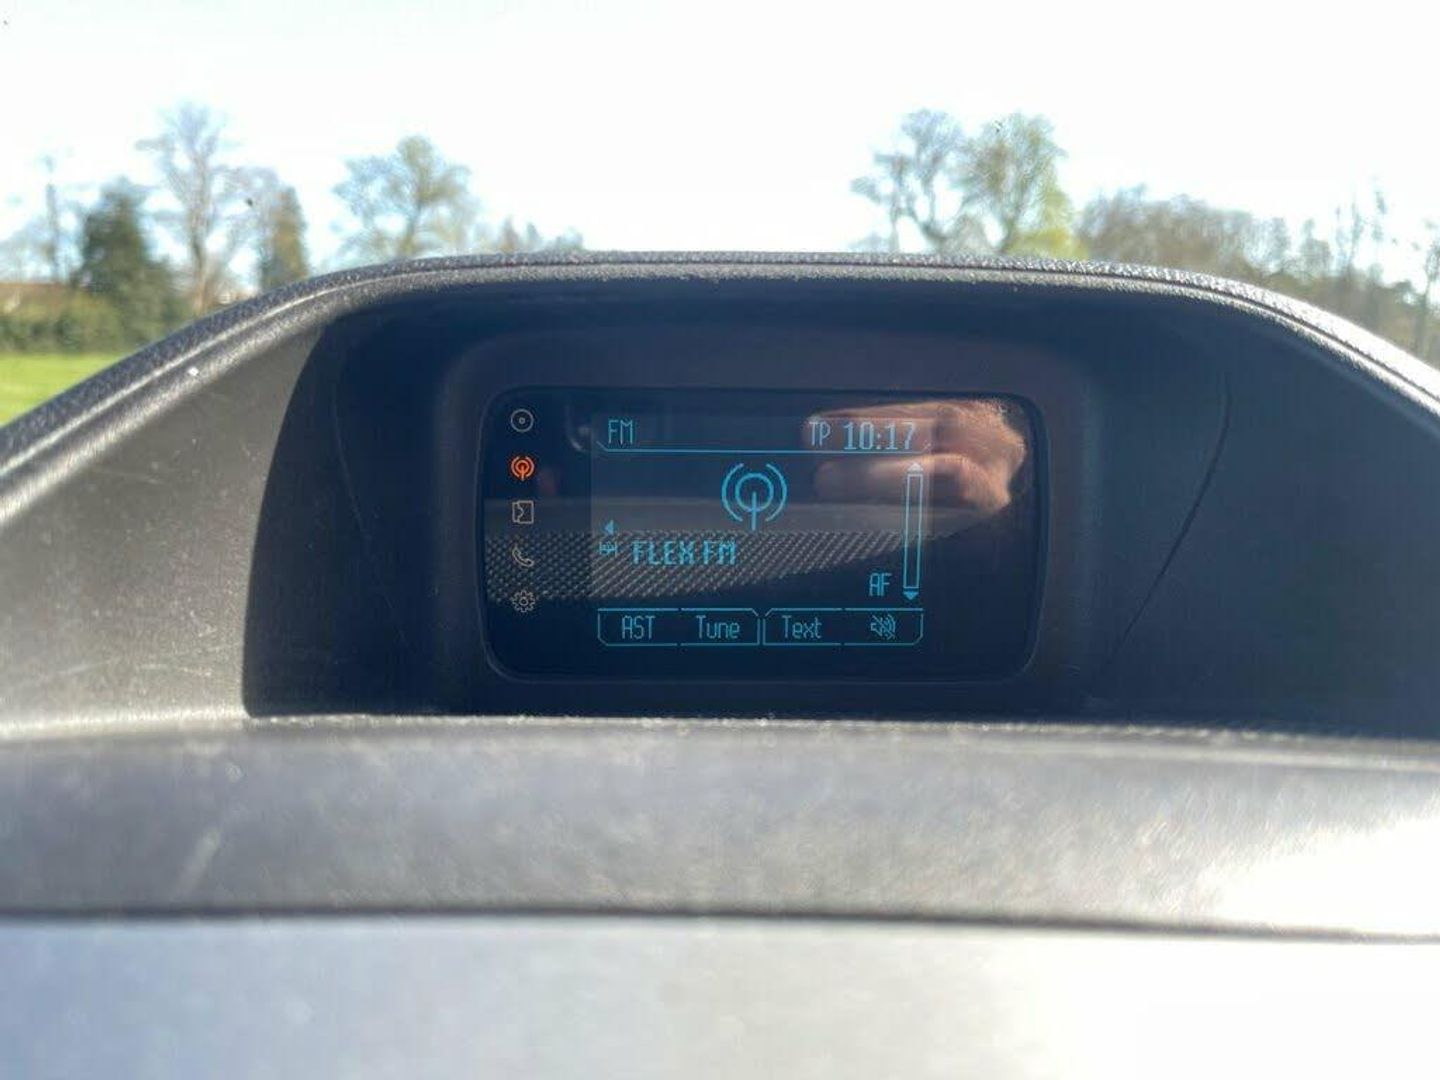 FM TP 10:17
FLEX FM
AF
AST Tune Text